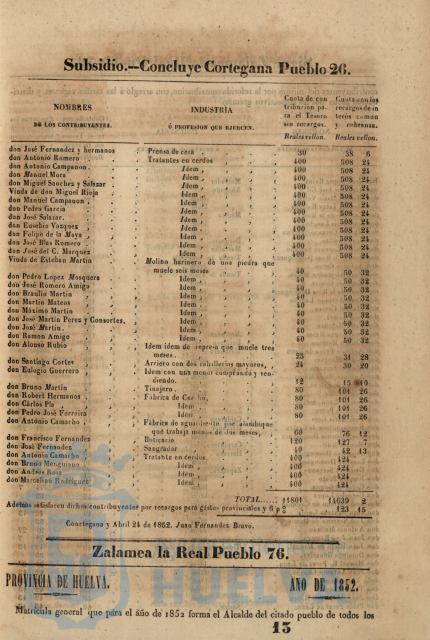 Subsidio.—Concluye Cortegana Pueblo 26.
NOMBRES DE LOS CONTRIBUYENTES. INDUSTRIA Ó PROFESION QUE EJERCEN. Cuota de contribucion para el Tesoro sin recargos. Cuota con los recargos de interés comun y cobranza.
Reales vellon. Reales vellon.
don José Fernandez y hermanos Prensa de cera 30 38 6
don Antonio Romero Tratantes en cerdos 400 508 24
don Antonio Campanon Idem 400 508 24
don Manuel Mora Idem 400 508 24
don Miguel Sanchez y Salazar Idem 400 508 24
Viuda de don Miguel Rioja Idem 400 508 24
don Manuel Campanon Idem 400 508 24
don Pedro Garcia Idem 400 508 24
don José Salazar. Idem 400 508 24
don Eusebio Vazquez Idem 400 508 24
don Felipe de la Maya Idem 400 508 24
don José Blas Romero Idem 400 508 24
don José del C. Marquez Idem 400 508 24
Viuda de Esteban Martin Molino harinero de una piedra que
muele seis meses 40 50 32
don Pedro Lopez Mosquera Idem 40 50 32
don José Romero Amigo Idem 40 50 32
don Braulio Martin Idem 40 50 32
don Martin Mateos Idem 40 50 32
don Máximo Martin Idem 40 50 32
don José Martin Perez y Consortes. Idem 40 50 32
don José Martin. Idem 40 50 32
don Ramon Amigo Idem 40 50 32
don Alonso Rubio Idem idem de represa que muele tres
meses. 25 31 28
don Santiago Cortes Arriero con dos caballerias mayores, 24 30 20
don Eulogio Guerrero Idem con una menor comprando y vendiendo. 12 15 10
don Bruno Martin Tinajero. 80 101 26
don Robert Hermanos Fábrica de 80 101 26
don Cárlos Pla Idem 80 101 26
don Pedro José Ferreira Idem 80 101 26
don Antonio Camacho Fábrica de aguardiente por alambique
que trabaja menos de dos meses, 60 76 12
don Francisco Fernandez Boticario 120 127 7
don José Fernandez Sangrador 40 42 13
don Antonio Camacho Tratante en cerdos 400 424
don Bruno Menguiano Idem 400 424
don Andres Rosa Idem 400 424
don Marcelino Rodriguez Idem 400 424
TOTAL...... 11801 14639 2
Ademas satisfacen dichos contribuyentes por recargos para gastos provinciales y 6 p 123 15
Cortegana y Abril 24 de 1852. Juan Fernandez Bravo.
Zalamea la Real Pueblo 76.
PROVINCIA DE HUELVA. AÑO DE 1852.
HUELVA
Matrícula general que para el año de 1852 forma el Alcalde del citado pueblo de todos los
13